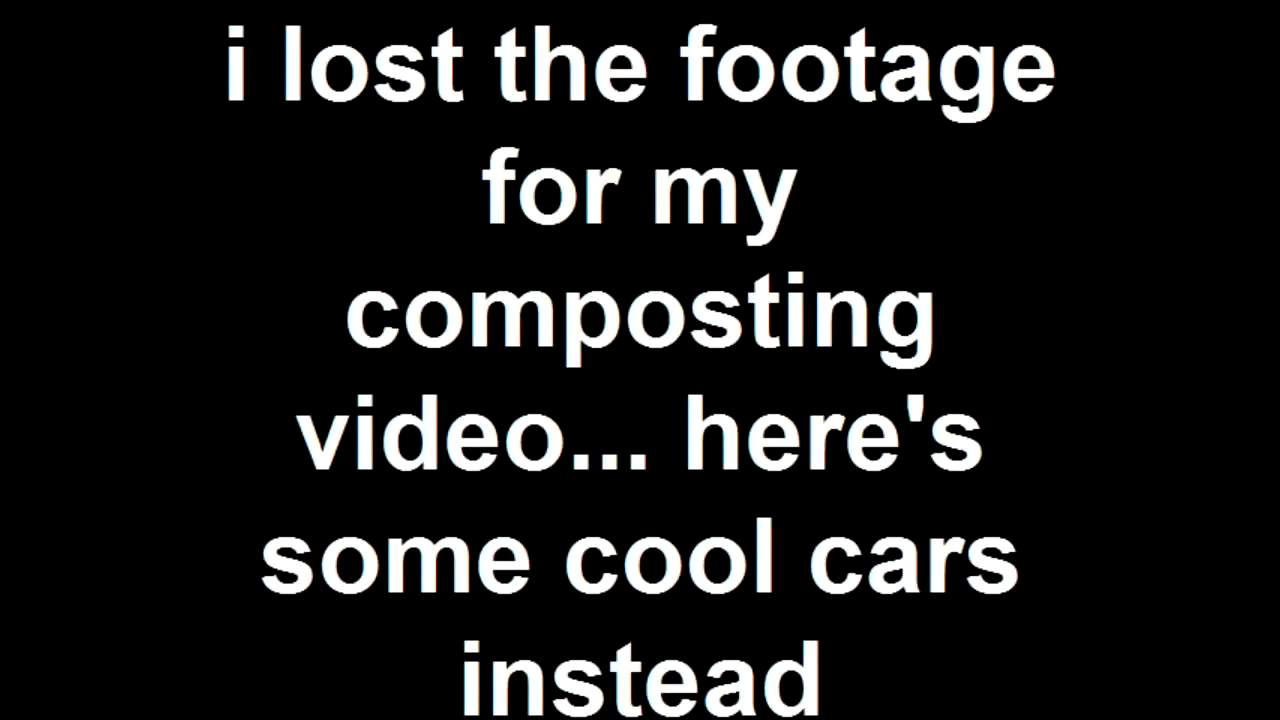 i lost the footage
for my
composting
video... here's
some cool cars
instead